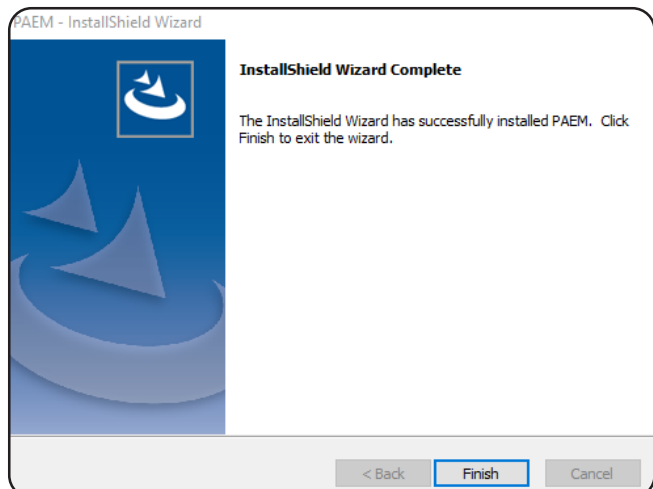 PAEM - InstallShield Wizard
InstallShield Wizard Complete
The InstallShield Wizard has successfully installed PAEM. Click
Finish to exit the wizard.
< Back Finish Cancel